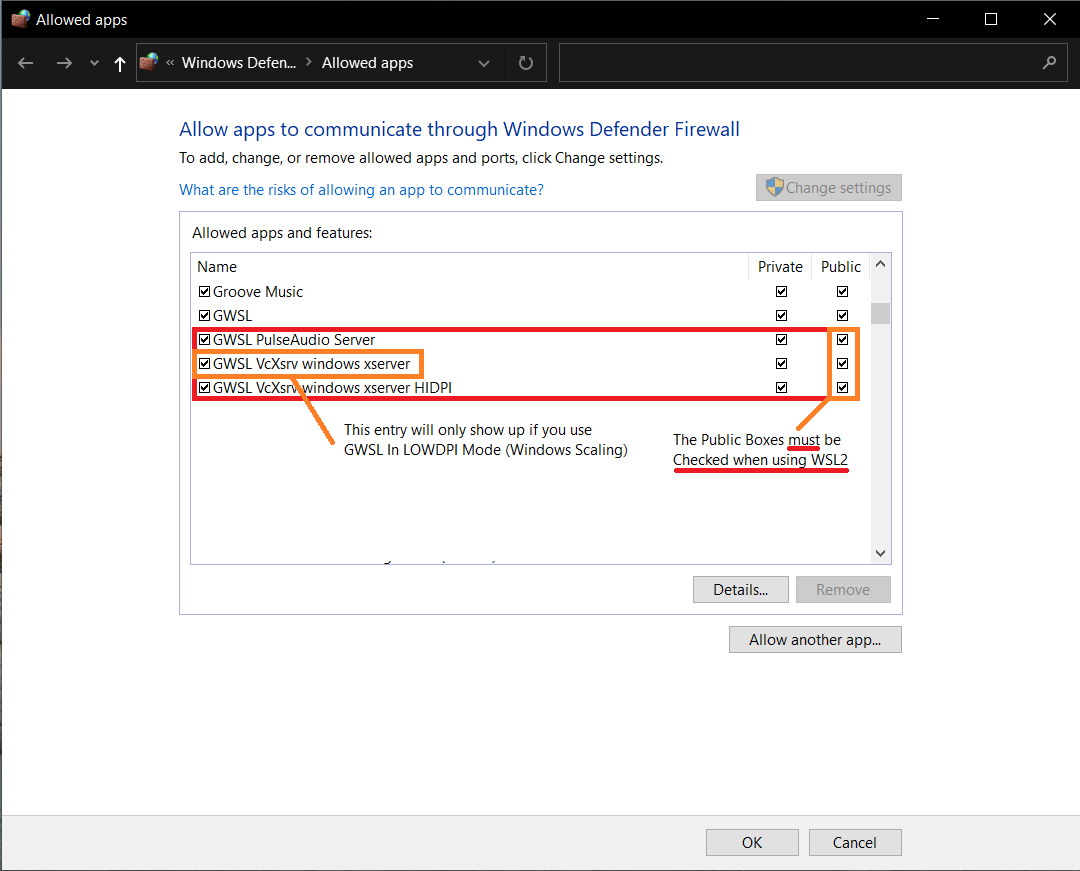 Allowed apps
« Windows Defen... > Allowed apps
Allow apps to communicate through Windows Defender Firewall
To add, change, or remove allowed apps and ports, click Change settings.
What are the risks of allowing an app to communicate?
Change settings
Allowed apps and features:
Name Private Public
Groove Music
GWSL
GWSL PulseAudio Server
GWSL VcXsrv windows xserver
GWSL VcXsrv windows xserver HIDPI
This entry will only show up if you use
GWSL In LOWDPI Mode (Windows Scaling)
The Public Boxes must be
Checked when using WSL2
Details...
Remove
Allow another app...
OK
Cancel